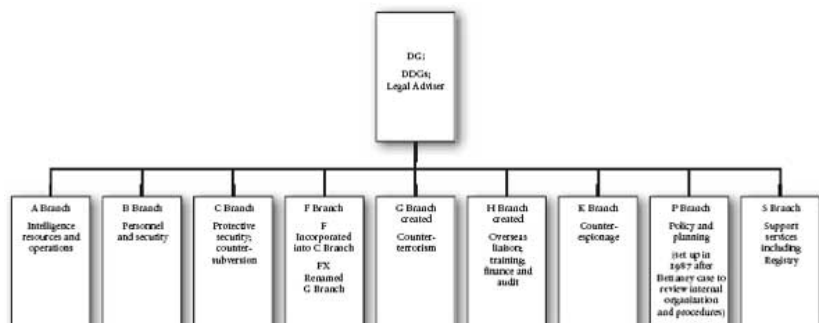 DG;
DDGs;
Legal Adviser
A Branch
Intelligence
resources and
operations
B Branch
Personnel
and security
C Branch
Protective
security;
counter-
subversion
F Branch
F
Incorporated
into C Branch
FX
Renamed
G Branch
G Branch
created
Counter-
terrorism
H Branch
created
Overseas
liaison,
training,
finance and
audit
K Branch
Counter-
espionage
P Branch
Policy and
planning
(set up in
1987 after
Bettaney case to
review internal
organization
and procedures)
S Branch
Support
services
including
Registry